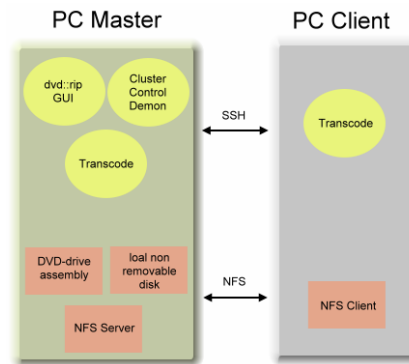 PC Master
PC Client
dvd::rip
GUI
Cluster
Control
Demon
Transcode
SSH
Transcode
DVD-drive
assembly
loal non
removable
disk
NFS
NFS Server
NFS Client